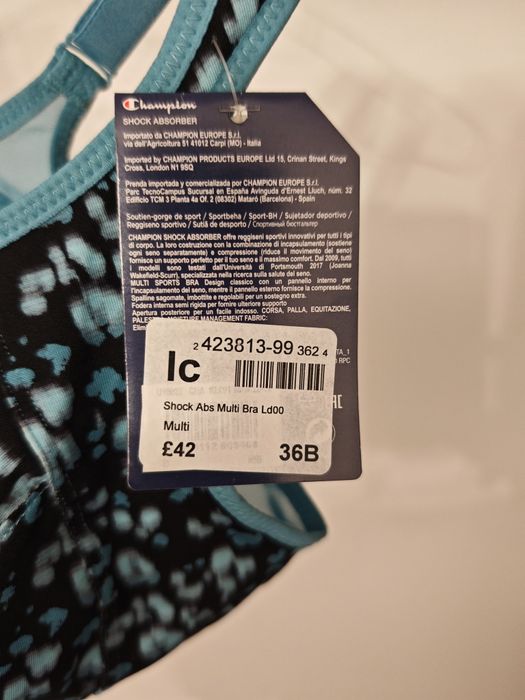 Champion
SHOCK ABSORBER
Importato da CHAMPION EUROPE S.r.l.
via dell'Agricoltura 51 41012 Carpi (MO) - Italia
Imported by CHAMPION PRODUCTS EUROPE Ltd 15, Crinan Street, Kings
Cross, London N1 9SQ
Prenda importada y comercializada por CHAMPION EUROPE S.r.l.
Parc TecnoCampus Sucursal en España Avinguda d'Ernest Lluch, núm. 32
Edificio TCM 3 Planta 4a Of. 2 (08302) Mataró (Barcelona) - Spain
Soutien-gorge de sport / Sportbeha / Sport-BH / Sujetador deportivo /
Reggiseno sportivo / Sutiã de desporto / Спортивный бюстгальтер
CHAMPION SHOCK ABSORBER offre reggiseni sportivi innovativi per tutti i tipi
di corpo. La loro costruzione con la combinazione di incapsulamento (sostiene
ogni seno separatamente) e compressione (riduce il movimento del seno)
fornisce un supporto perfetto per il tuo seno e il massimo comfort. Dal 2009, tutti
i modelli sono testati dall'Università di Portsmouth 2017 (Joanna
Wakefield-Scurr), specializzata nella ricerca sulla salute del seno.
MULTI SPORTS BRA Design classico con un pannello interno per
l'incapsulamento del seno, mentre il pannello esterno fornisce la compressione.
Spalline sagomate, imbottite e regolabili per un sostegno extra.
Fodera interna semi rigida per fornire ulteriore supporto
Apertura posteriore per un facile indosso. CORSA, PALLA, EQUITAZIONE,
PALESTRA MOISTURE MANAGEMENT FABRIC:
Elim
TA_1
RPC
2 423813-99 362 4
lc
Shock Abs Multi Bra Ld00
Multi
£42 36B